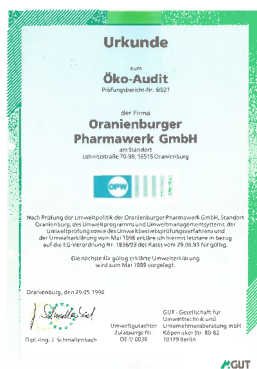 Urkunde
zum
Öko-Audit
Prüfungsbericht-Nr. 6/021
der Firma
Oranienburger
Pharmawerk GmbH
am Standort
Lehnitzstraße 70-98, 16515 Oranienburg
OPW
Nach Prüfung der Umweltpolitik der Oranienburger Pharmawerk GmbH, Standort
Oranienburg, des Umweltprogramms und Umweltmanagementsystems, der
Umweltprüfung sowie des Umweltbetriebsprüfungsverfahrens und
der Umwelterklärung vom Mai 1996 erkläre ich hiermit letztere in bezug
auf die EG-Verordnung Nr. 1836/93 des Rates vom 29.06.93 für gültig.
Die nächste für gültig erklärte Umwelterklärung
wird zum Mai 1999 vorgelegt.
Oranienburg, den 29.05.1996
Dipl.-Ing. J. Schmallenbach
Umweltgutachter
Zulassungs-Nr.
DE-V-0035
GUT - Gesellschaft für
Umwelttechnik und
Unternehmensberatung mbH
Köpenicker Str.
10179 Berlin
GUT